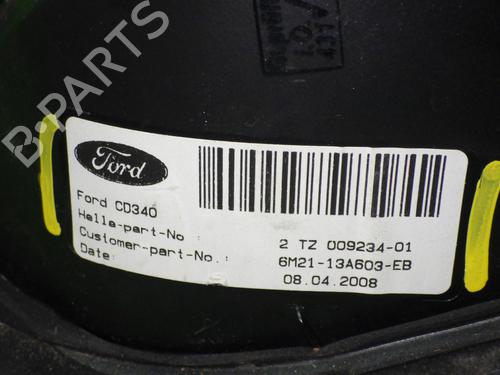 B-PARTS
Ford
Ford CD340
Hella-part-No : 2 TZ 009234-01
Customer-part-No.: 6M21-13A603-EB
Date: 08.04.2008